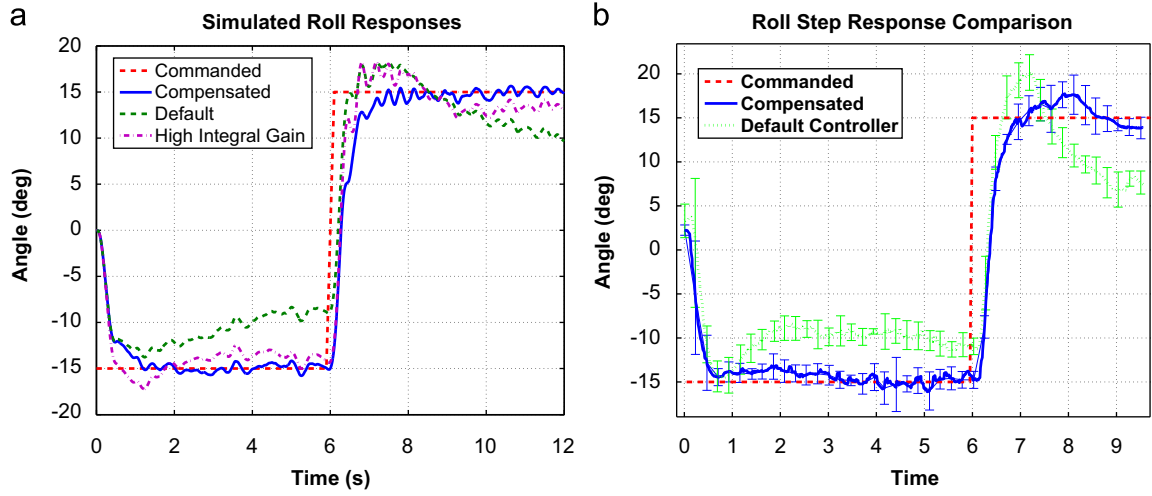 a
Simulated Roll Responses
Commanded
Compensated
Default
High Integral Gain
20
15
10
5
0
-5
-10
-15
-20
Angle (deg)
0 2 4 6 8 10 12
Time (s)
b
Roll Step Response Comparison
Commanded
Compensated
Default Controller
20
15
10
5
0
-5
-10
-15
Angle (deg)
0 1 2 3 4 5 6 7 8 9
Time